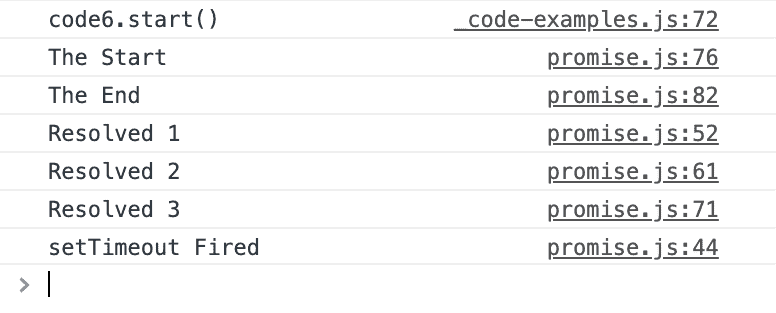 code6.start() _code-examples.js:72
The Start promise.js:76
The End promise.js:82
Resolved 1 promise.js:52
Resolved 2 promise.js:61
Resolved 3 promise.js:71
setTimeout Fired promise.js:44
>